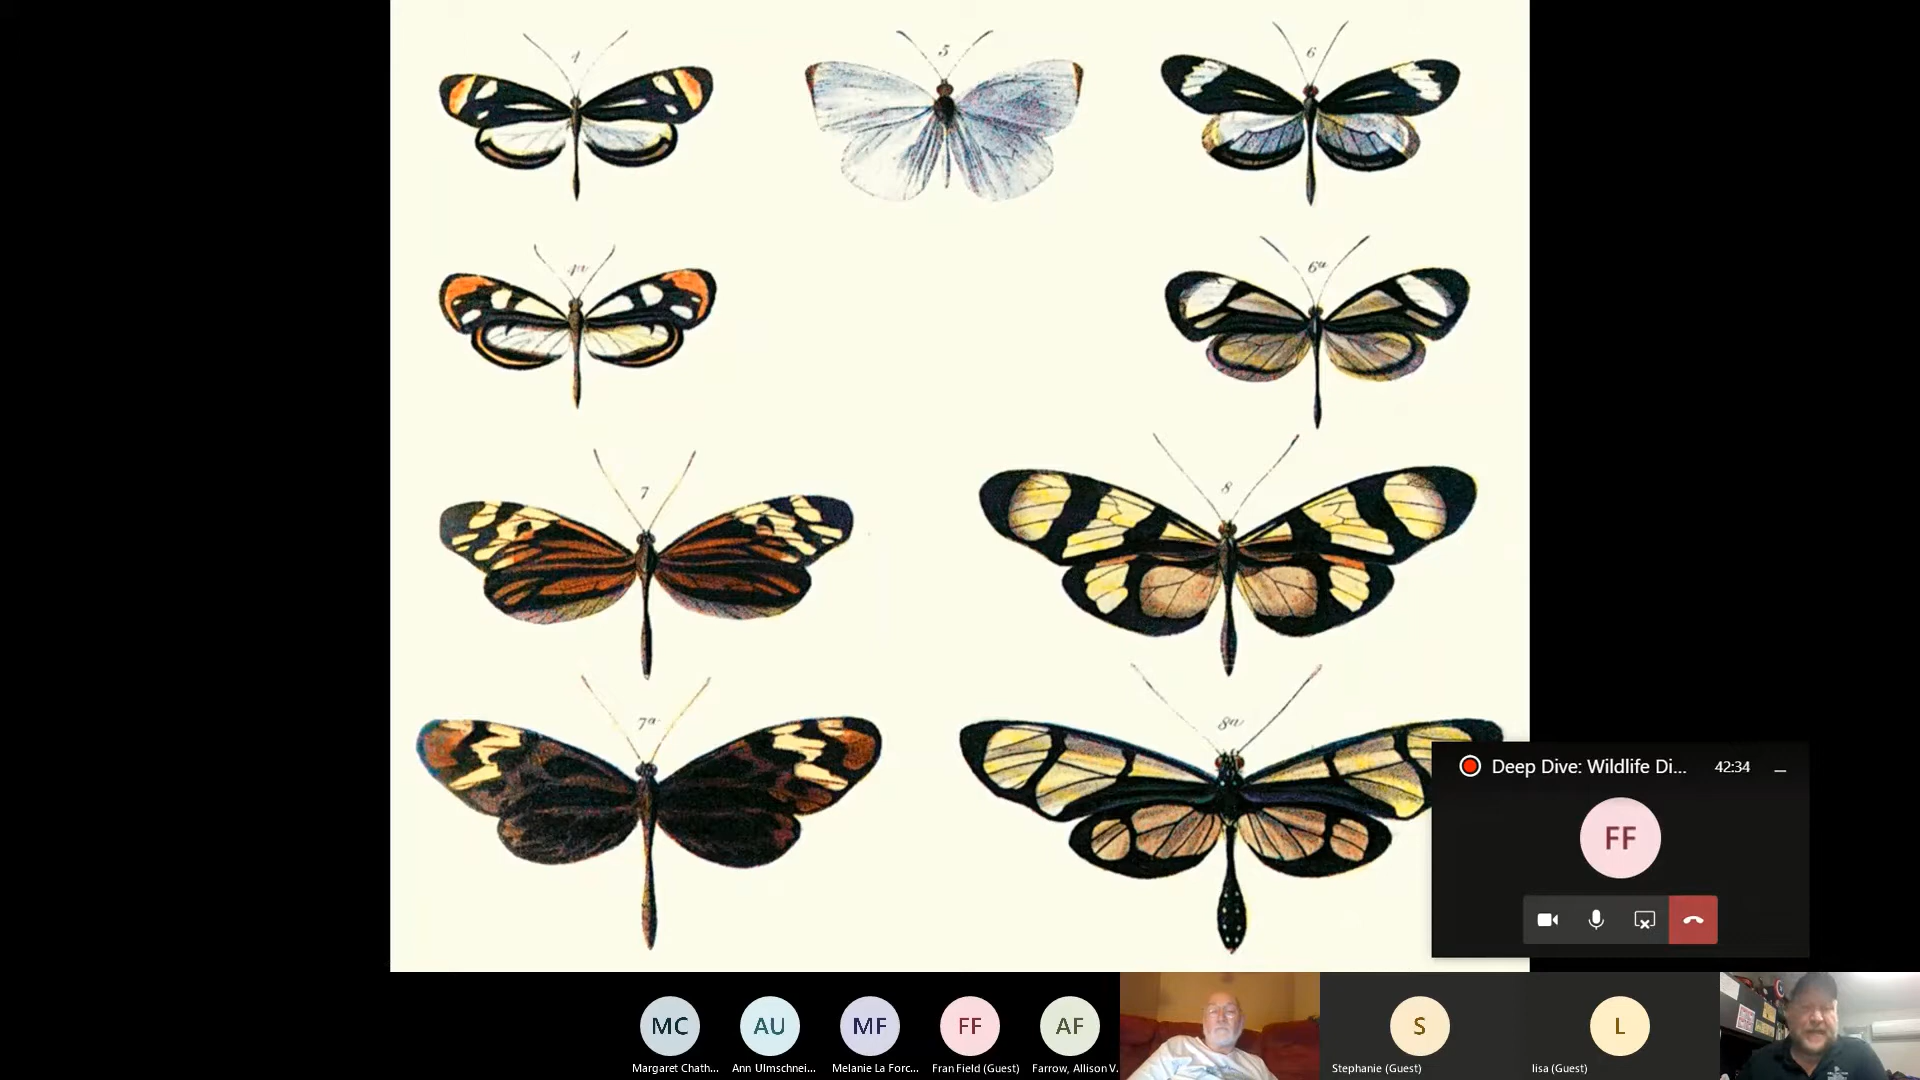 4
5
6
4a
6a
7
8
7a
8a
Deep Dive: Wildlife Di... 42:34
FF
MC
AU
MF
FF
AF
S
L
Margaret Chath...
Ann Ulmschnei...
Melanie La Forc...
Fran Field (Guest)
Farrow, Allison V.
Stephanie (Guest)
lisa (Guest)